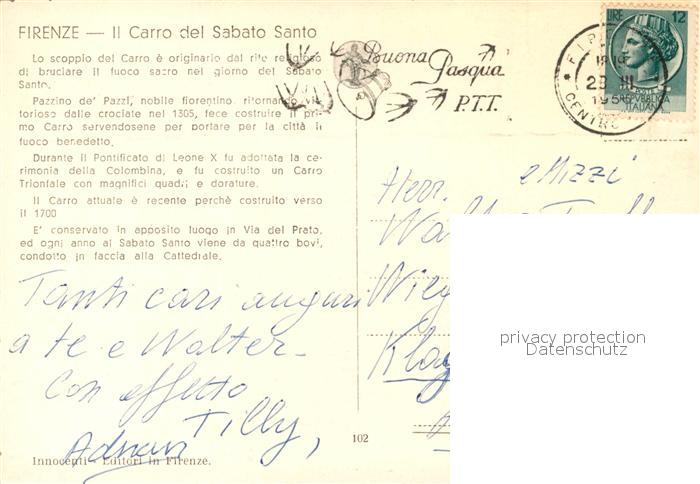 FIRENZE — Il Carro del Sabato Santo
Lo scoppio del Carro è originario dal rito religioso
di bruciare il fuoco sacro nel giorno del Sabato
Santo.
Pazzino de' Pazzi, nobile fiorentino, ritornando vit-
torioso dalle crociate nel 1305, fece costruire il pri-
mo Carro servendosene per portare per la città il
fuoco benedetto.
Durante il Pontificato di Leone X fu adottata la ce-
rimonia della Colombina, e fu costruito un Carro
Trionfale con magnifici quadri e dorature.
Il Carro attuale è recente perchè costruito verso
il 1700
E' conservato in apposito luogo in Via del Prato,
ed ogni anno al Sabato Santo viene da quattro bovi,
condotto in faccia alla Cattedrale.
Tanti cari auguri
a te e Walter
Con affetto
Tilly,
Adnan
Innocenti - Editori in Firenze.
102
Buona
Pasqua
P.T.T.
CENTRO
LIRE 12
REPVBBLICA
ITALIANA
Herr e Mizzi
privacy protection
Datenschutz